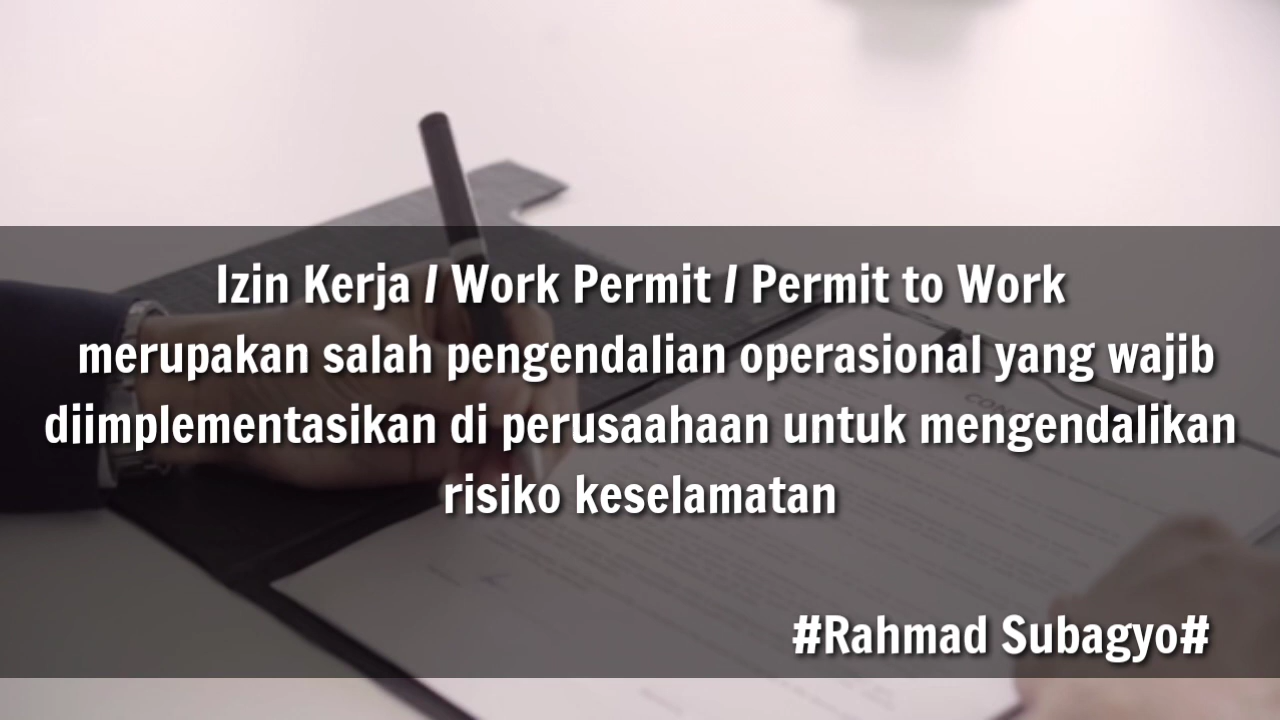 Izin Kerja / Work Permit / Permit to Work
merupakan salah pengendalian operasional yang wajib
diimplementasikan di perusaahaan untuk mengendalikan
risiko keselamatan
#Rahmad Subagyo#